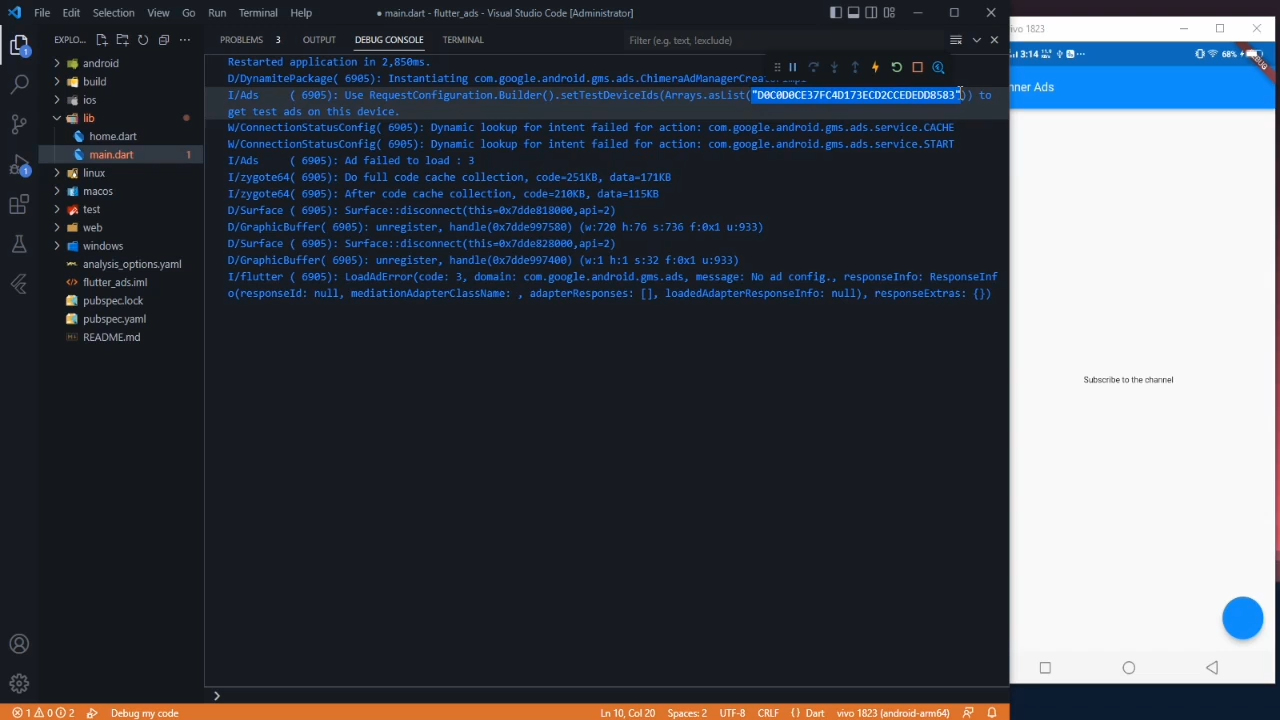 File Edit Selection View Go Run Terminal Help
● main.dart - flutter_ads - Visual Studio Code [Administrator]
EXPLO...
PROBLEMS 3 DEBUG CONSOLE TERMINAL
Filter (e.g. text, !exclude)
android
build
ios
lib
home.dart
main.dart 1
linux
macos
test
web
windows
analysis_options.yaml
flutter_ads.iml
pubspec.lock
pubspec.yaml
README.md
Restarted application in 2,850ms.
D/DynamitePackage( 6905): Instantiating com.google.android.gms.ads.ChimeraAdManagerCreatorImpl
I/Ads ( 6905): Use RequestConfiguration.Builder().setTestDeviceIds(Arrays.asList("D0C0D0CE37FC4D173ECD2CCEDEDD8583")) to
get test ads on this device.
W/ConnectionStatusConfig( 6905): Dynamic lookup for intent failed for action: com.google.android.gms.ads.service.CACHE
W/ConnectionStatusConfig( 6905): Dynamic lookup for intent failed for action: com.google.android.gms.ads.service.START
I/Ads ( 6905): Ad failed to load : 3
I/zygote64( 6905): Do full code cache collection, code=251KB, data=171KB
I/zygote64( 6905): After code cache collection, code=210KB, data=115KB
D/Surface ( 6905): Surface::disconnect(this=0x7dde818000,api=2)
D/GraphicBuffer( 6905): unregister, handle(0x7dde997580) (w:720 h:76 s:736 f:0x1 u:933)
D/Surface ( 6905): Surface::disconnect(this=0x7dde828000,api=2)
D/GraphicBuffer( 6905): unregister, handle(0x7dde997400) (w:1 h:1 s:32 f:0x1 u:933)
I/flutter ( 6905): LoadAdError(code: 3, domain: com.google.android.gms.ads, message: No ad config., responseInfo: ResponseInf
o(responseId: null, mediationAdapterClassName: , adapterResponses: [], loadedAdapterResponseInfo: null), responseExtras: {})
ivo 1823
3:14 68%
nner Ads
Subscribe to the channel
1 0 2 Debug my code
Ln 10, Col 20 Spaces: 2 UTF-8 CRLF {} Dart vivo 1823 (android-arm64)